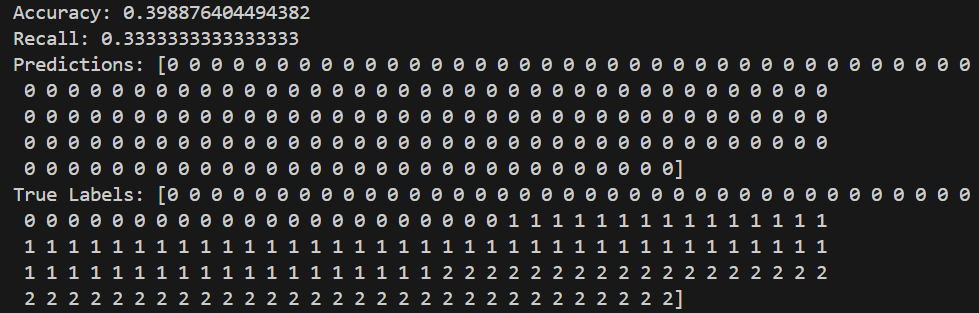 Accuracy: 0.398876404494382
Recall: 0.3333333333333333
Predictions: [0 0 0 0 0 0 0 0 0 0 0 0 0 0 0 0 0 0 0 0 0 0 0 0 0 0 0 0 0 0 0 0 0 0 0 0 0
0 0 0 0 0 0 0 0 0 0 0 0 0 0 0 0 0 0 0 0 0 0 0 0 0 0 0 0 0 0 0 0 0 0 0 0 0
0 0 0 0 0 0 0 0 0 0 0 0 0 0 0 0 0 0 0 0 0 0 0 0 0 0 0 0 0 0 0 0 0 0 0 0 0
0 0 0 0 0 0 0 0 0 0 0 0 0 0 0 0 0 0 0 0 0 0 0 0 0 0 0 0 0 0 0 0 0 0 0 0 0
0 0 0 0 0 0 0 0 0 0 0 0 0 0 0 0 0 0 0 0 0 0 0 0 0 0 0 0 0 0]
True Labels: [0 0 0 0 0 0 0 0 0 0 0 0 0 0 0 0 0 0 0 0 0 0 0 0 0 0 0 0 0 0 0 0 0 0 0 0 0
0 0 0 0 0 0 0 0 0 0 0 0 0 0 0 0 0 0 0 0 0 0 1 1 1 1 1 1 1 1 1 1 1 1 1 1 1
1 1 1 1 1 1 1 1 1 1 1 1 1 1 1 1 1 1 1 1 1 1 1 1 1 1 1 1 1 1 1 1 1 1 1 1 1
1 1 1 1 1 1 1 1 1 1 1 1 1 1 1 1 1 1 1 2 2 2 2 2 2 2 2 2 2 2 2 2 2 2 2 2 2
2 2 2 2 2 2 2 2 2 2 2 2 2 2 2 2 2 2 2 2 2 2 2 2 2 2 2 2 2 2]